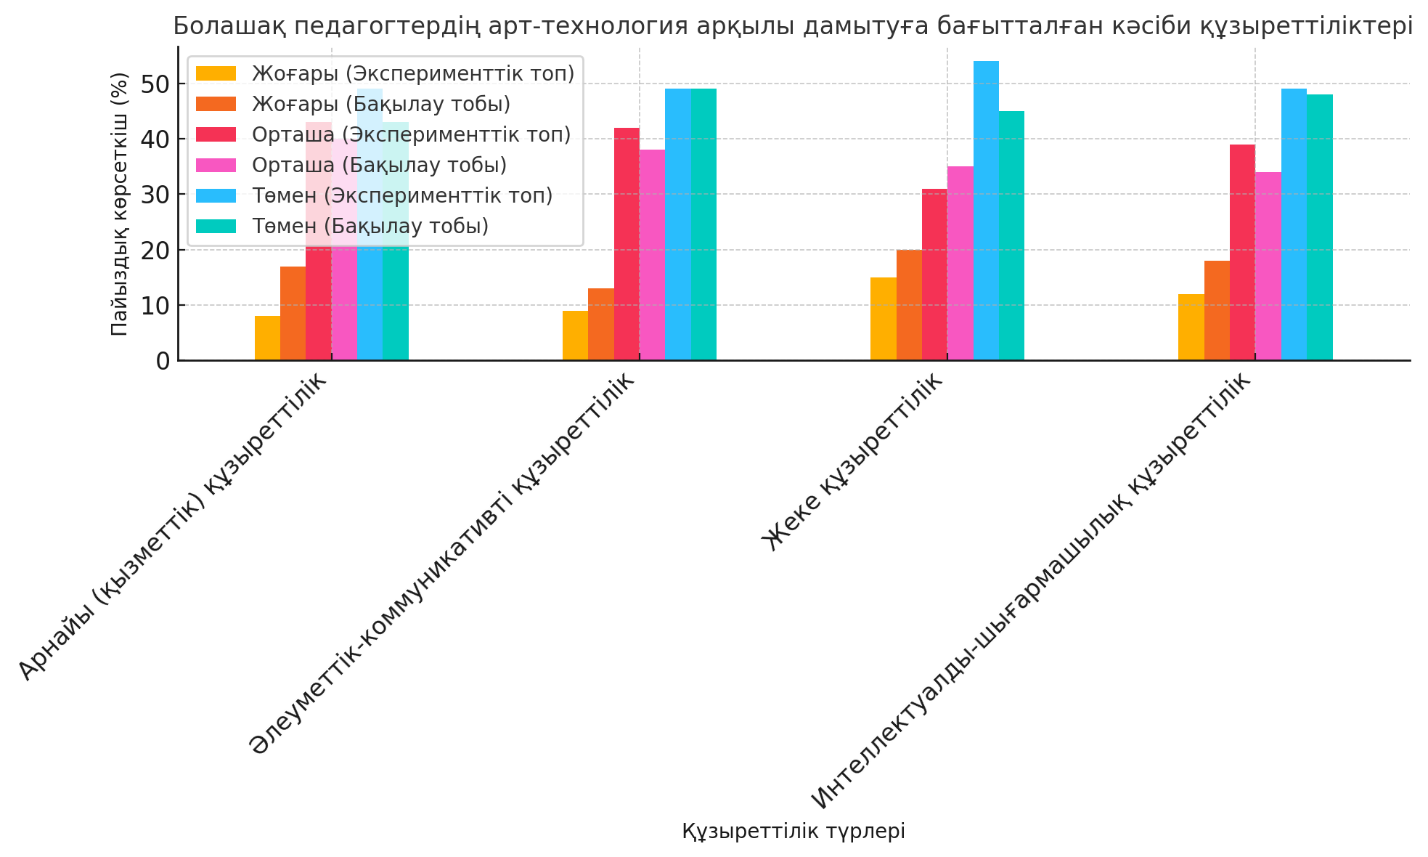 Болашақ педагогтердің арт-технология арқылы дамытуға бағытталған кәсіби құзыреттіліктері
Жоғары (Эксперименттік топ)
Жоғары (Бақылау тобы)
Орташа (Эксперименттік топ)
Орташа (Бақылау тобы)
Төмен (Эксперименттік топ)
Төмен (Бақылау тобы)
Пайыздық көрсеткіш (%)
50
40
30
20
10
0
Арнайы (қызметтік) құзыреттілік
Әлеуметтік-коммуникативті құзыреттілік
Жеке құзыреттілік
Интеллектуалды-шығармашылық құзыреттілік
Құзыреттілік түрлері